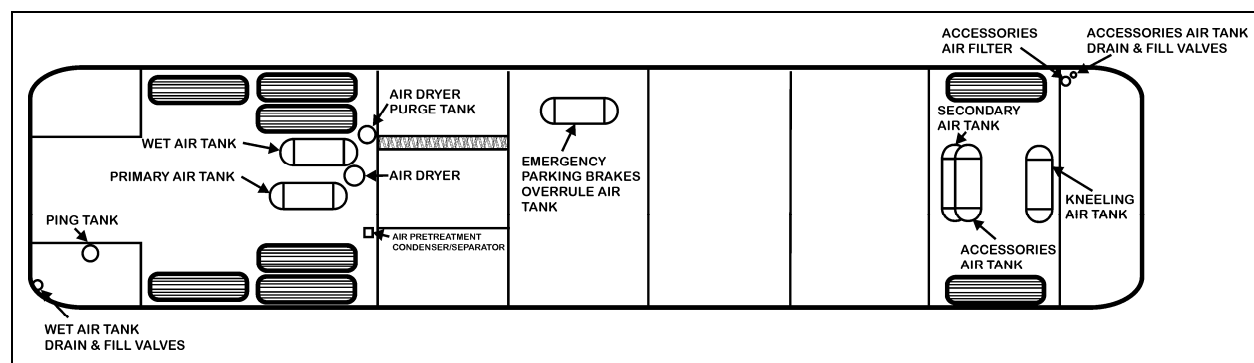 ACCESSORIES
AIR FILTER
ACCESSORIES AIR TANK
DRAIN & FILL VALVES
AIR DRYER
PURGE TANK
SECONDARY
AIR TANK
WET AIR TANK
EMERGENCY
PARKING BRAKES
OVERRULE AIR
TANK
PRIMARY AIR TANK
AIR DRYER
KNEELING
AIR TANK
PING TANK
AIR PRETREATMENT
CONDENSER/SEPARATOR
ACCESSORIES
AIR TANK
WET AIR TANK
DRAIN & FILL VALVES